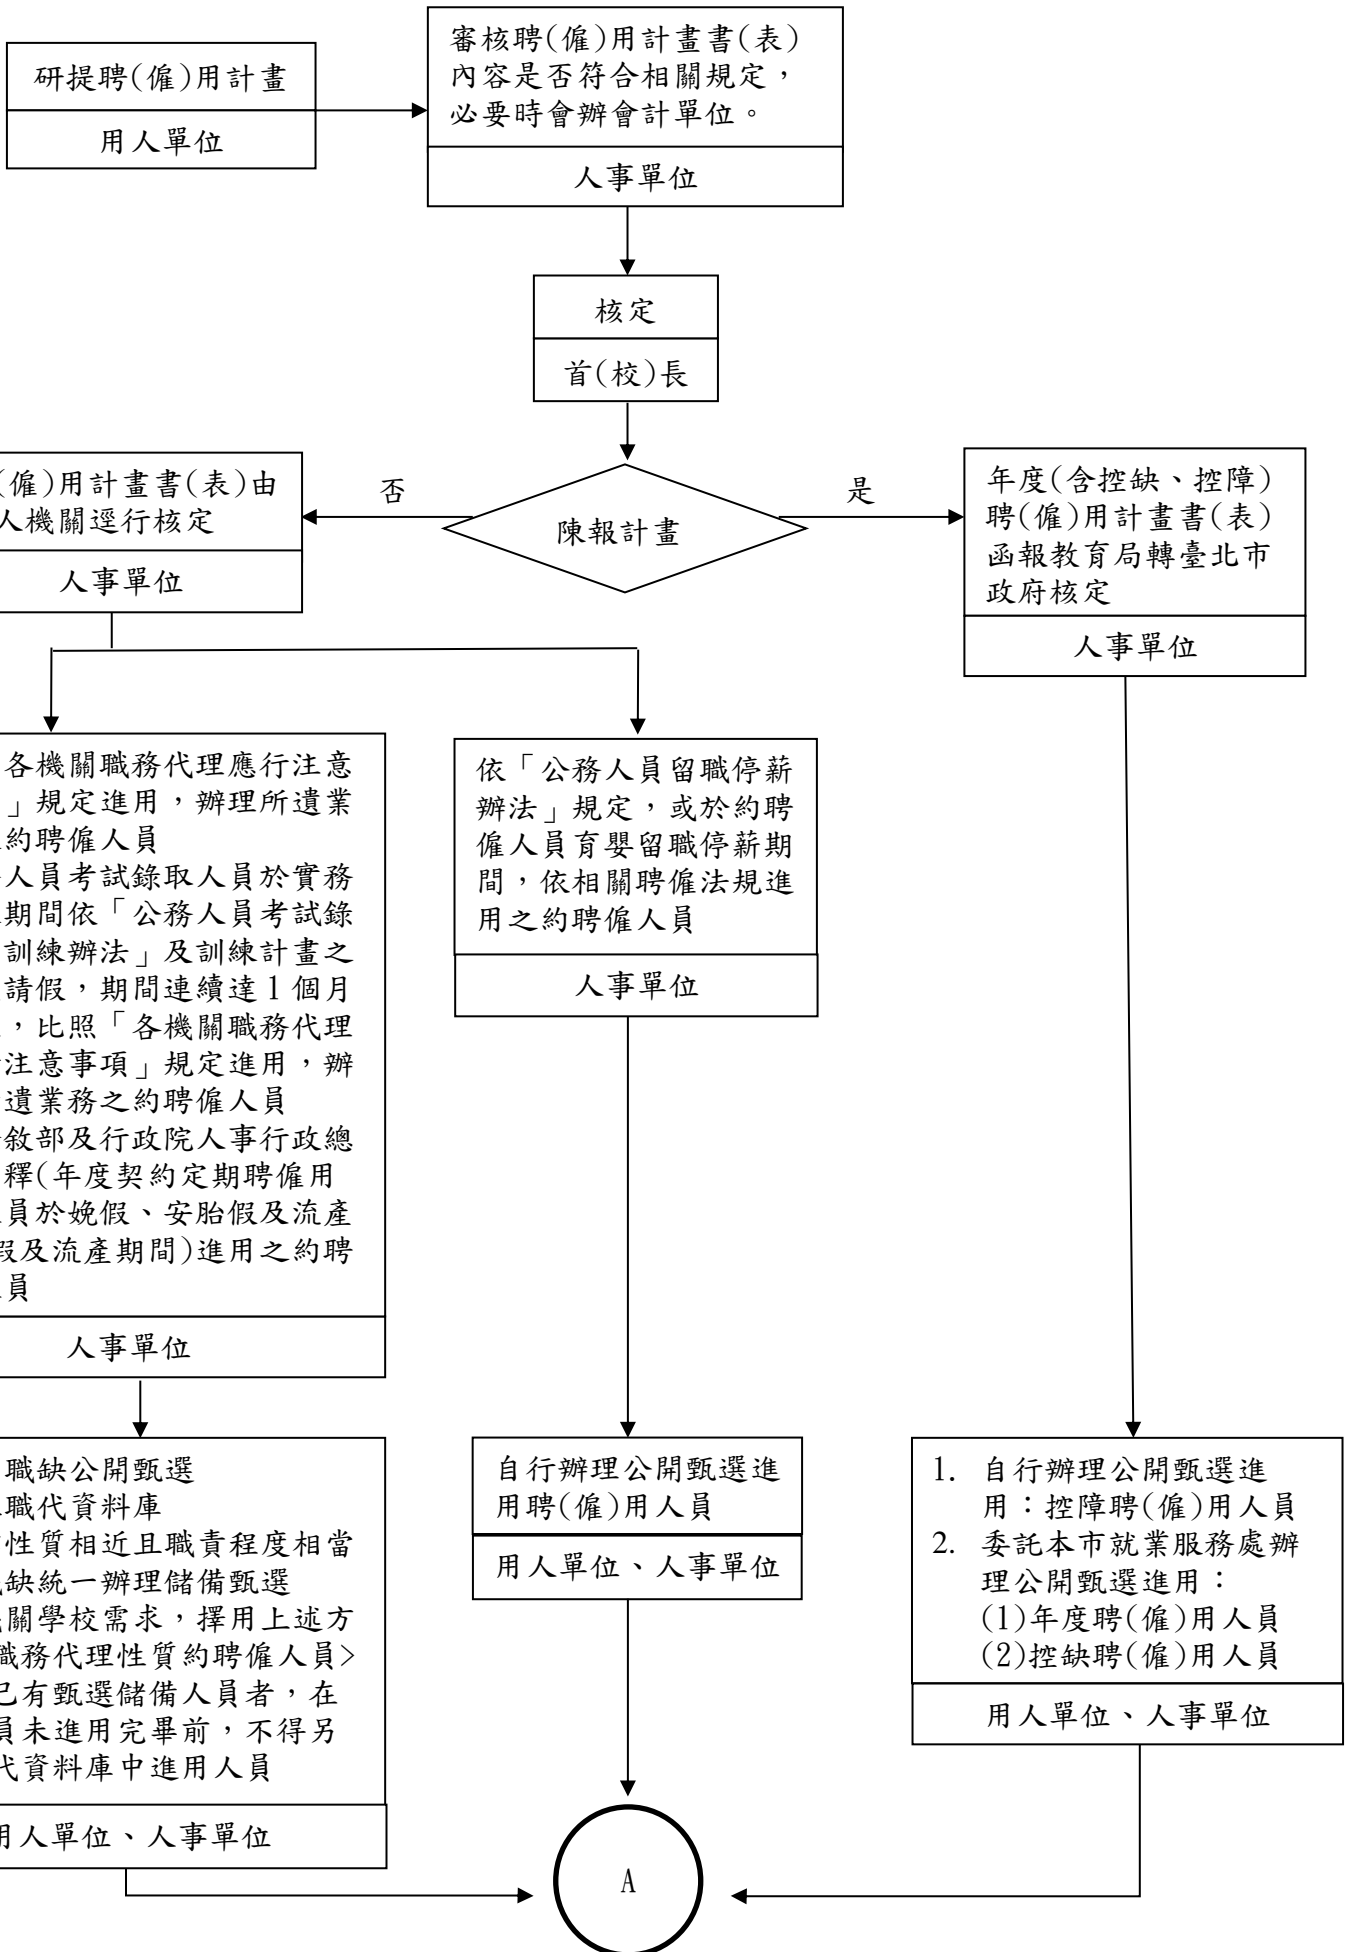 研提聘(僱)用計畫
用人單位
審核聘(僱)用計畫書(表)
內容是否符合相關規定，
必要時會辦會計單位。
人事單位
核定
首(校)長
陳報計畫
否
是
(僱)用計畫書(表)由
人機關逕行核定
人事單位
年度(含控缺、控障)
聘(僱)用計畫書(表)
函報教育局轉臺北市
政府核定
人事單位
各機關職務代理應行注意
」規定進用，辦理所遺業
約聘僱人員
人員考試錄取人員於實務
期間依「公務人員考試錄
訓練辦法」及訓練計畫之
請假，期間連續達1個月
，比照「各機關職務代理
注意事項」規定進用，辦
遺業務之約聘僱人員
敘部及行政院人事行政總
釋(年度契約定期聘僱用
員於娩假、安胎假及流產
假及流產期間)進用之約聘
員
人事單位
依「公務人員留職停薪
辦法」規定，或於約聘
僱人員育嬰留職停薪期
間，依相關聘僱法規進
用之約聘僱人員
人事單位
職缺公開甄選
職代資料庫
性質相近且職責程度相當
缺統一辦理儲備甄選
關學校需求，擇用上述方
職務代理性質約聘僱人員>
已有甄選儲備人員者，在
員未進用完畢前，不得另
代資料庫中進用人員
用人單位、人事單位
自行辦理公開甄選進
用聘(僱)用人員
用人單位、人事單位
1. 自行辦理公開甄選進
用：控障聘(僱)用人員
2. 委託本市就業服務處辦
理公開甄選進用：
(1)年度聘(僱)用人員
(2)控缺聘(僱)用人員
用人單位、人事單位
A